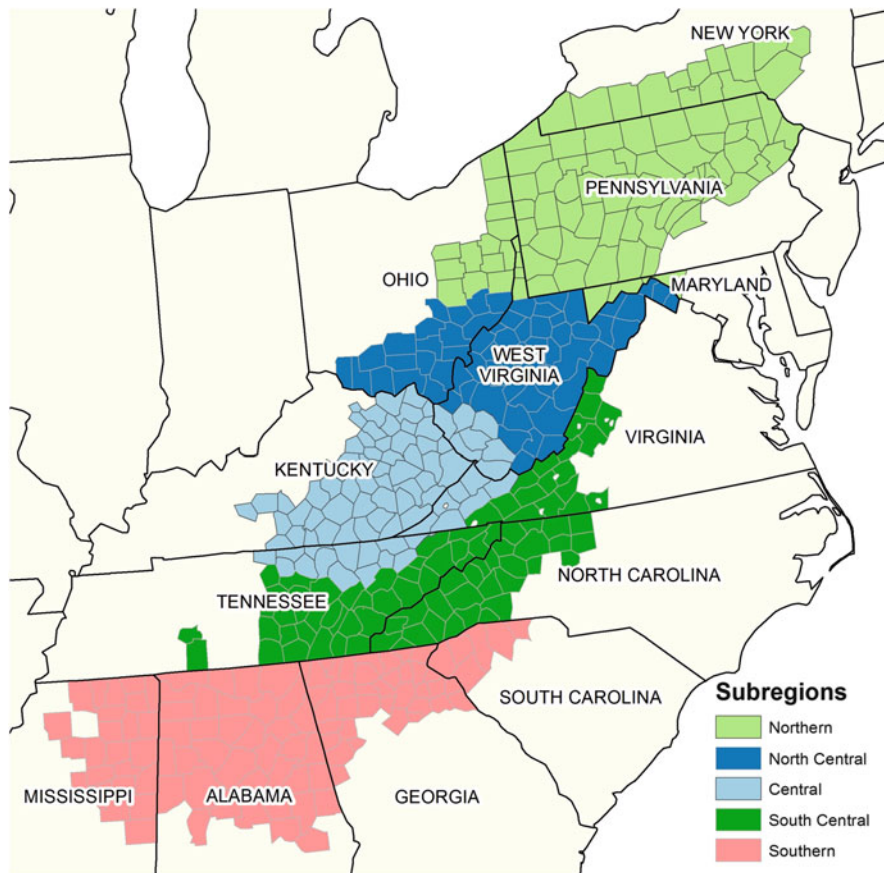 NEW YORK
PENNSYLVANIA
OHIO
MARYLAND
WEST
VIRGINIA
VIRGINIA
KENTUCKY
NORTH CAROLINA
TENNESSEE
SOUTH CAROLINA
MISSISSIPPI
ALABAMA
GEORGIA
Subregions
Northern
North Central
Central
South Central
Southern